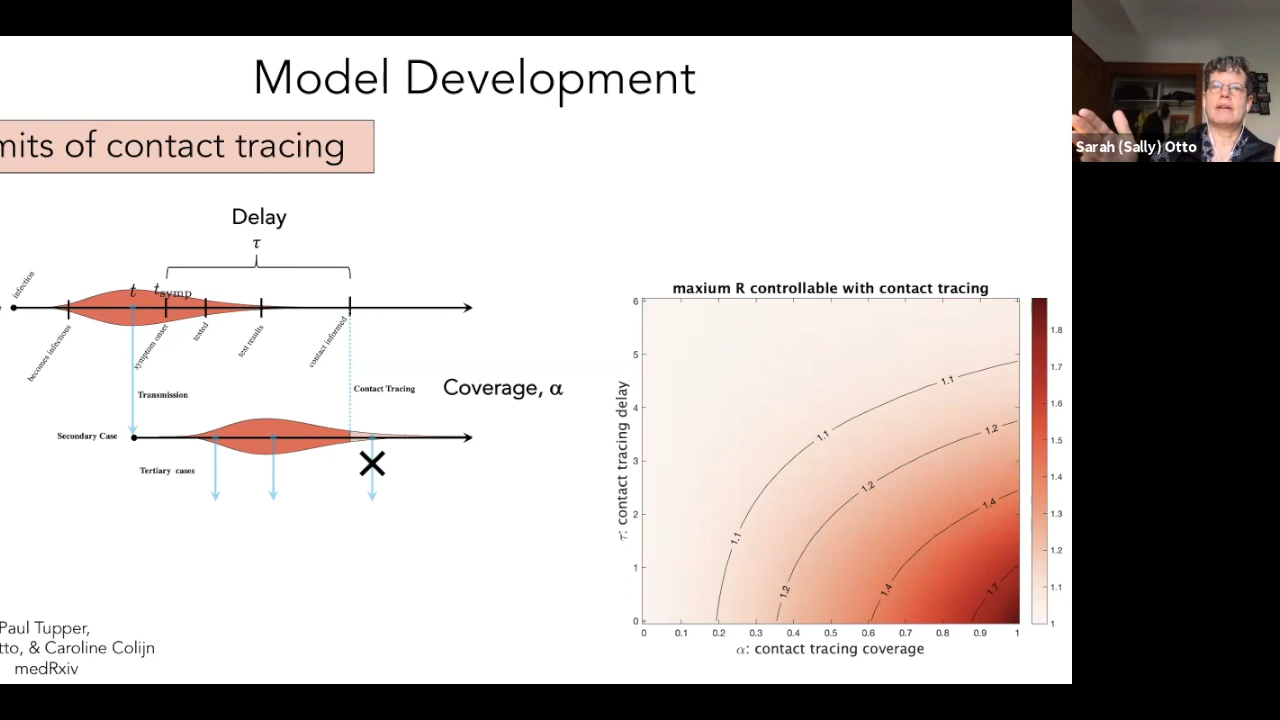 Model Development
mits of contact tracing
Delay
τ
infection
t
tsymp
becomes infectious
symptom onset
tested
test results
contact informed
Transmission
Contact Tracing
Coverage, α
Secondary Case
Tertiary cases
Paul Tupper,
tto, & Caroline Colijn
medRxiv
maxium R controllable with contact tracing
τ: contact tracing delay
6
5
4
3
2
1
0
1.1
1.1
1.1
1.2
1.2
1.2
1.4
1.4
1.7
0 0.1 0.2 0.3 0.4 0.5 0.6 0.7 0.8 0.9 1
α: contact tracing coverage
1.8
1.7
1.6
1.5
1.4
1.3
1.2
1.1
1
Sarah (Sally) Otto